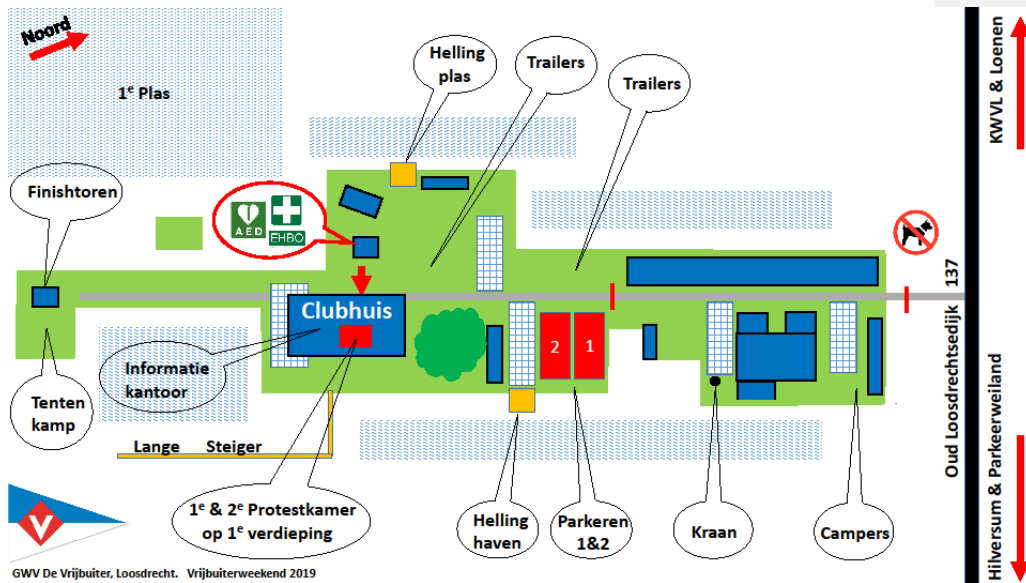 Noord
1e Plas
Helling
plas
Trailers
Trailers
KWVL & Loenen
Finishtoren
AED
EHBO
Oud Loosdrechtsedijk 137
Clubhuis
2
1
Informatie
kantoor
Tenten
kamp
Lange Steiger
1e & 2e Protestkamer
op 1e verdieping
Helling
haven
Parkeren
1&2
Kraan
Campers
Hilversum & Parkeerweiland
V
GWV De Vrijbuiter, Loosdrecht. Vrijbuiterweekend 2019